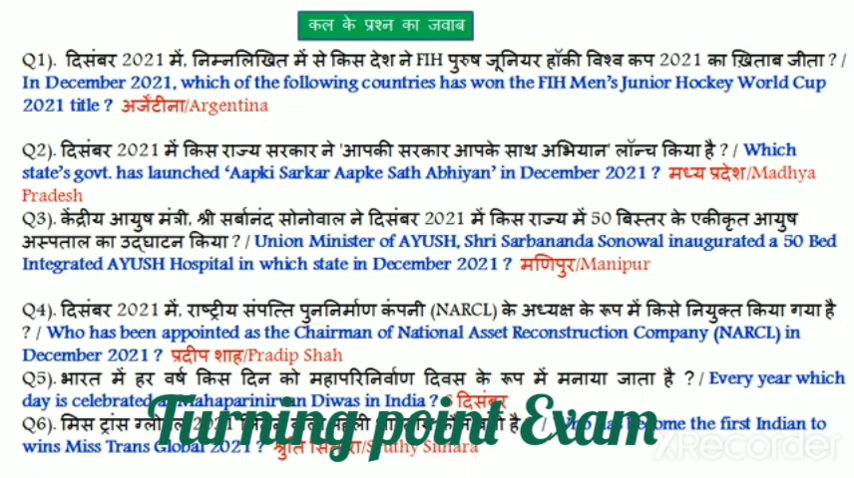 कल के प्रश्न का जवाब
Q1). दिसंबर 2021 में, निम्नलिखित में से किस देश ने FIH पुरुष जूनियर हॉकी विश्व कप 2021 का ख़िताब जीता ? /
In December 2021, which of the following countries has won the FIH Men's Junior Hockey World Cup
2021 title ? अर्जेंटीना/Argentina
Q2). दिसंबर 2021 में किस राज्य सरकार ने 'आपकी सरकार आपके साथ अभियान' लॉन्च किया है ? / Which
state's govt. has launched 'Aapki Sarkar Aapke Sath Abhiyan' in December 2021 ? मध्य प्रदेश/Madhya
Pradesh
Q3). केंद्रीय आयुष मंत्री, श्री सर्बानंद सोनोवाल ने दिसंबर 2021 में किस राज्य में 50 बिस्तर के एकीकृत आयुष
अस्पताल का उद्घाटन किया ? / Union Minister of AYUSH, Shri Sarbananda Sonowal inaugurated a 50 Bed
Integrated AYUSH Hospital in which state in December 2021 ? मणिपुर/Manipur
Q4). दिसंबर 2021 में, राष्ट्रीय संपत्ति पुननिर्माण कंपनी (NARCL) के अध्यक्ष के रूप में किसे नियुक्त किया गया है
? / Who has been appointed as the Chairman of National Asset Reconstruction Company (NARCL) in
December 2021 ? प्रदीप शाह/Pradip Shah
Q5). भारत में हर वर्ष किस दिन को महापरिनिर्वाण दिवस के रूप में मनाया जाता है ? / Every year which
day is celebrated Mahaparinirvan Diwas in India ? 6 दिसंबर
Turning point Exam
Q6). मिस ट्रांस 2021 पहली है / become the first Indian to
wins Miss Trans Global 2021 ? श्रुति
XRecorder